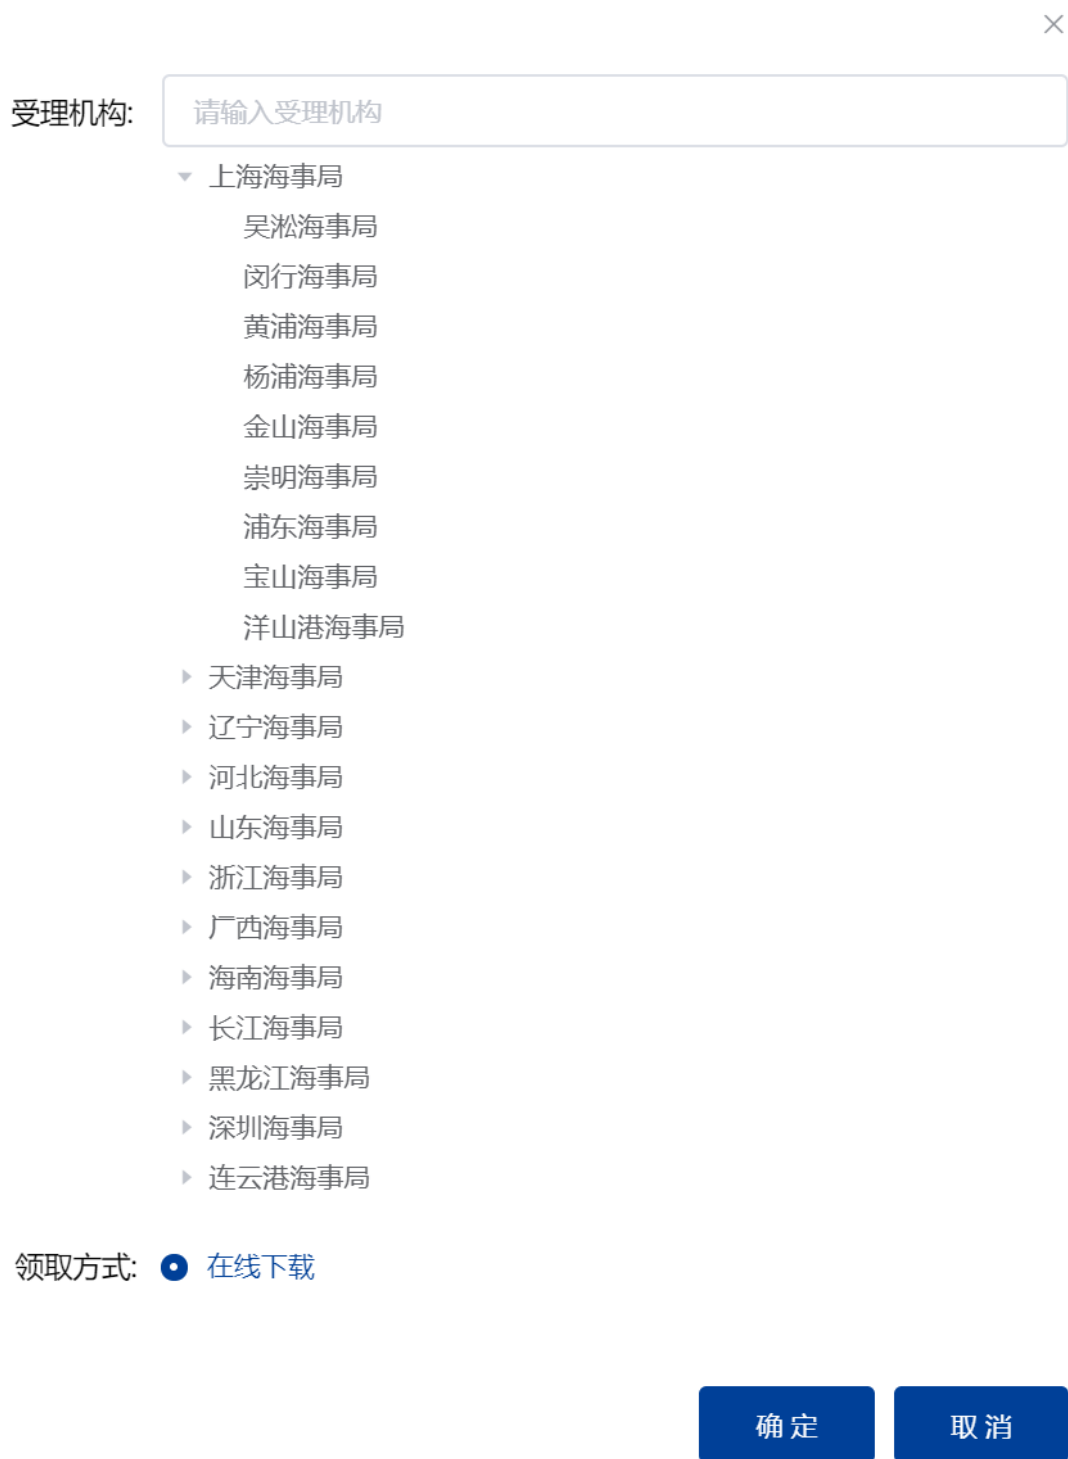 受理机构: 请输入受理机构
上海海事局
吴淞海事局
闵行海事局
黄浦海事局
杨浦海事局
金山海事局
崇明海事局
浦东海事局
宝山海事局
洋山港海事局
天津海事局
辽宁海事局
河北海事局
山东海事局
浙江海事局
广西海事局
海南海事局
长江海事局
黑龙江海事局
深圳海事局
连云港海事局
领取方式: 在线下载
确定 取消